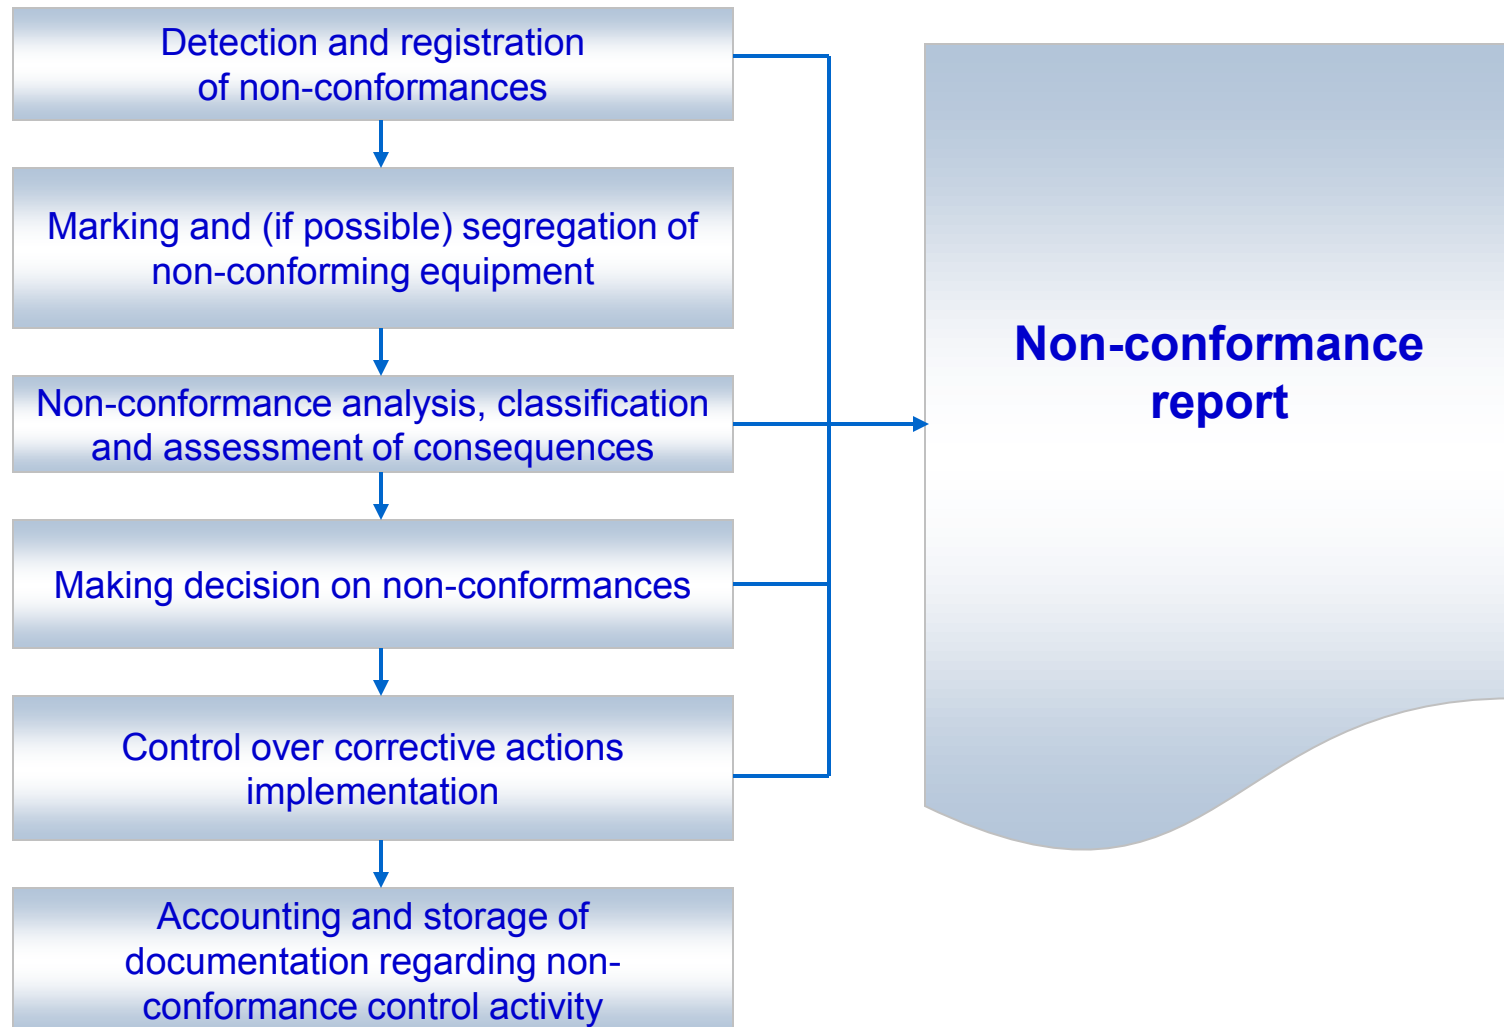 Detection and registration
of non-conformances
Marking and (if possible) segregation of
non-conforming equipment
Non-conformance analysis, classification
and assessment of consequences
Making decision on non-conformances
Control over corrective actions
implementation
Accounting and storage of
documentation regarding non-
conformance control activity
Non-conformance
report